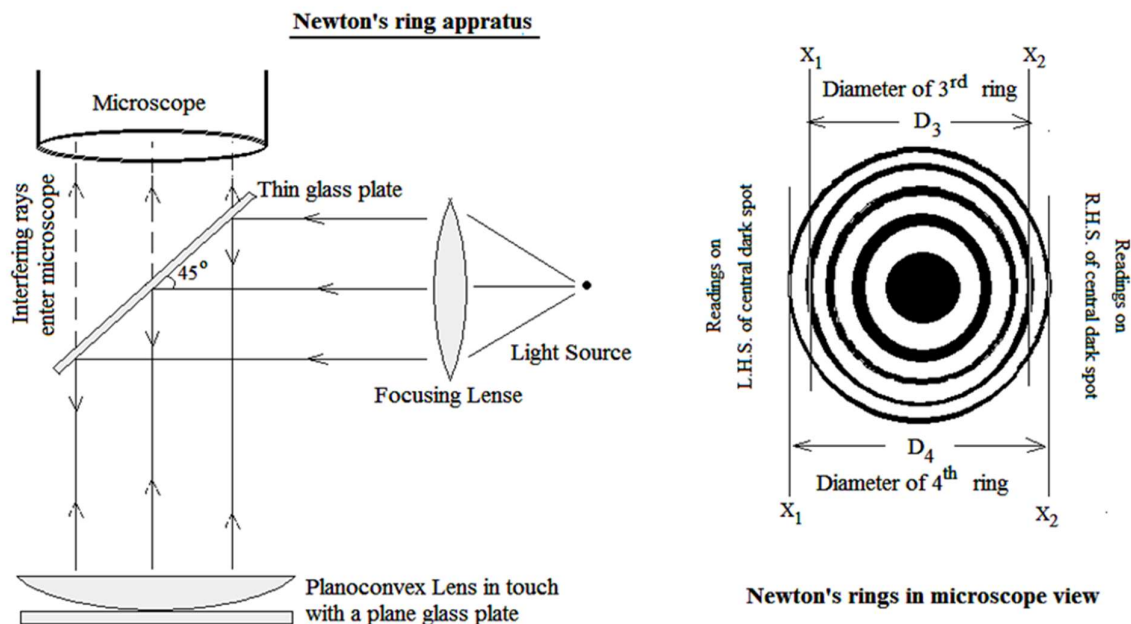 Newton's ring appratus
Microscope
Interfering rays
enter microscope
Thin glass plate
45°
Light Source
Focusing Lense
Planoconvex Lens in touch
with a plane glass plate
X1
X2
Diameter of 3rd ring
D3
Readings on
L.H.S. of central dark spot
R.H.S. of central dark spot
Readings on
D4
Diameter of 4th ring
X1
X2
Newton's rings in microscope view